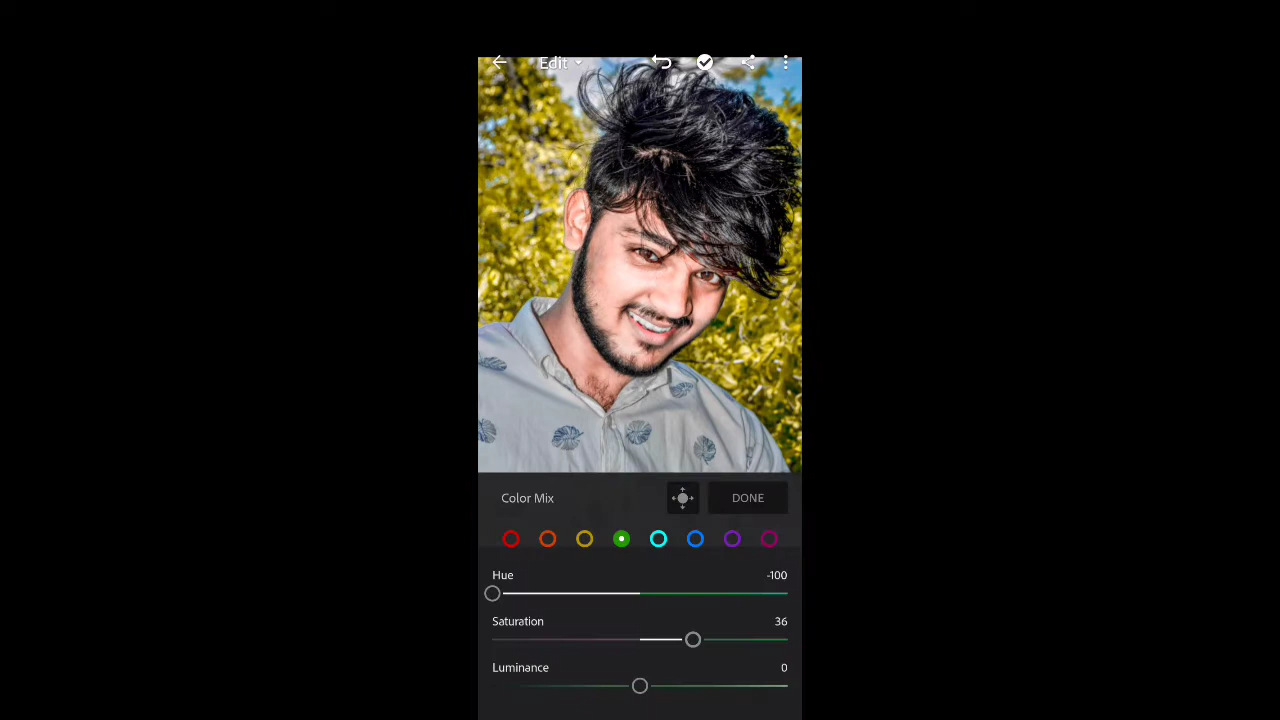 Edit
Color Mix DONE
Hue -100
Saturation 36
Luminance 0